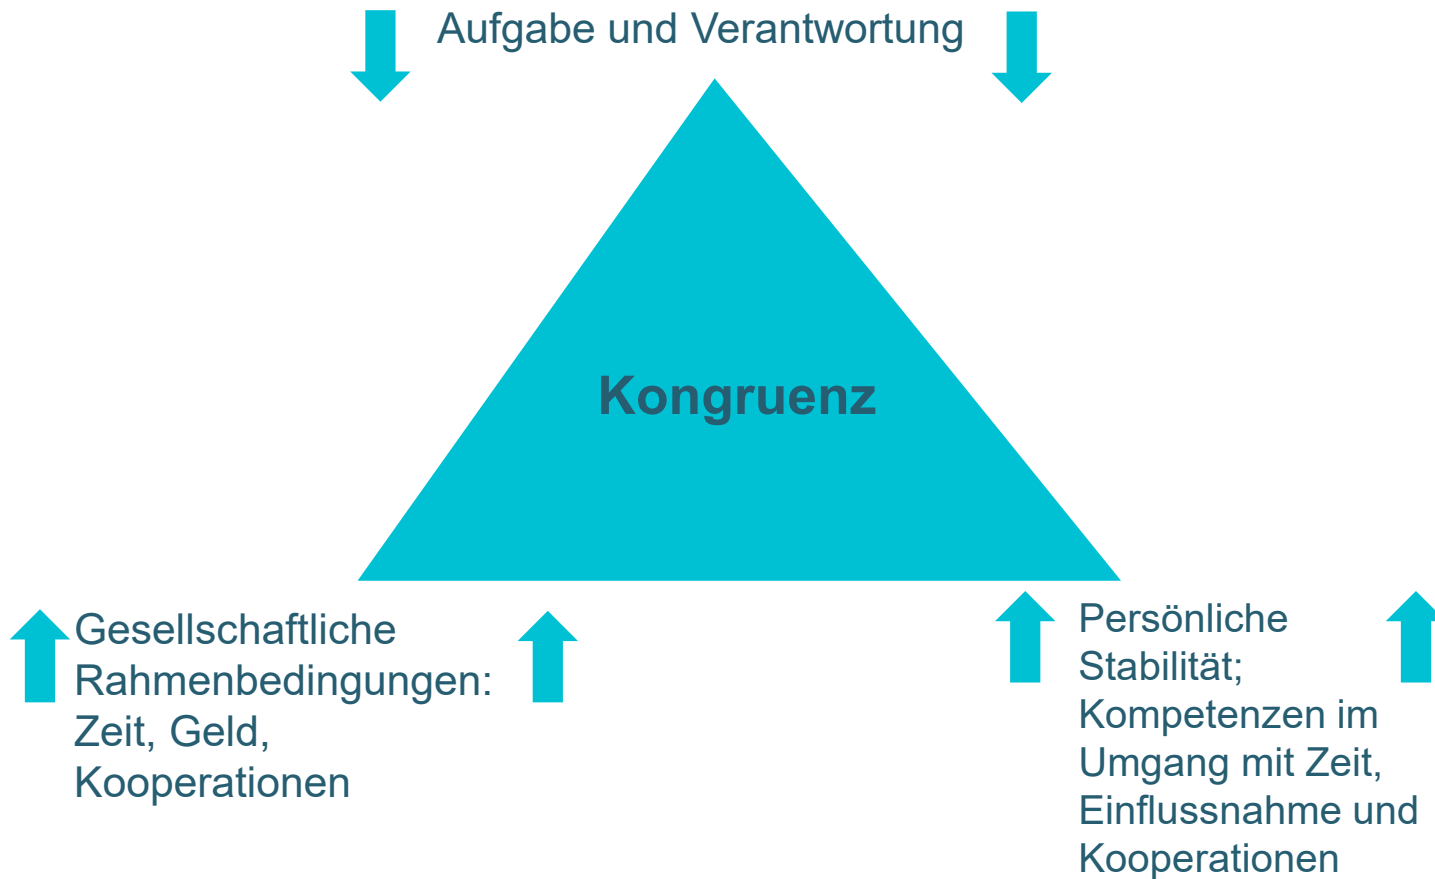 Aufgabe und Verantwortung
Kongruenz
Gesellschaftliche
Rahmenbedingungen:
Zeit, Geld,
Kooperationen
Persönliche
Stabilität;
Kompetenzen im
Umgang mit Zeit,
Einflussnahme und
Kooperationen